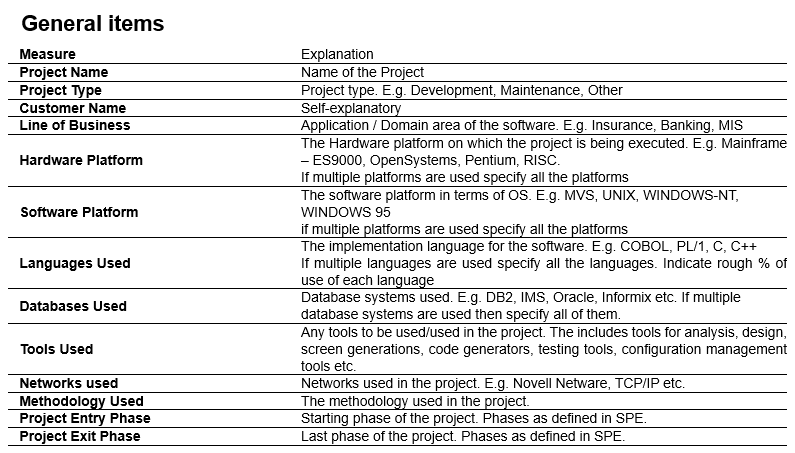 General items
Measure Explanation
Project Name Name of the Project
Project Type Project type. E.g. Development, Maintenance, Other
Customer Name Self-explanatory
Line of Business Application / Domain area of the software. E.g. Insurance, Banking, MIS
Hardware Platform The Hardware platform on which the project is being executed. E.g. Mainframe
– ES9000, OpenSystems, Pentium, RISC.
If multiple platforms are used specify all the platforms
Software Platform The software platform in terms of OS. E.g. MVS, UNIX, WINDOWS-NT,
WINDOWS 95
if multiple platforms are used specify all the platforms
Languages Used The implementation language for the software. E.g. COBOL, PL/1, C, C++
If multiple languages are used specify all the languages. Indicate rough % of
use of each language
Databases Used Database systems used. E.g. DB2, IMS, Oracle, Informix etc. If multiple
database systems are used then specify all of them.
Tools Used Any tools to be used/used in the project. The includes tools for analysis, design,
screen generations, code generators, testing tools, configuration management
tools etc.
Networks used Networks used in the project. E.g. Novell Netware, TCP/IP etc.
Methodology Used The methodology used in the project.
Project Entry Phase Starting phase of the project. Phases as defined in SPE.
Project Exit Phase Last phase of the project. Phases as defined in SPE.